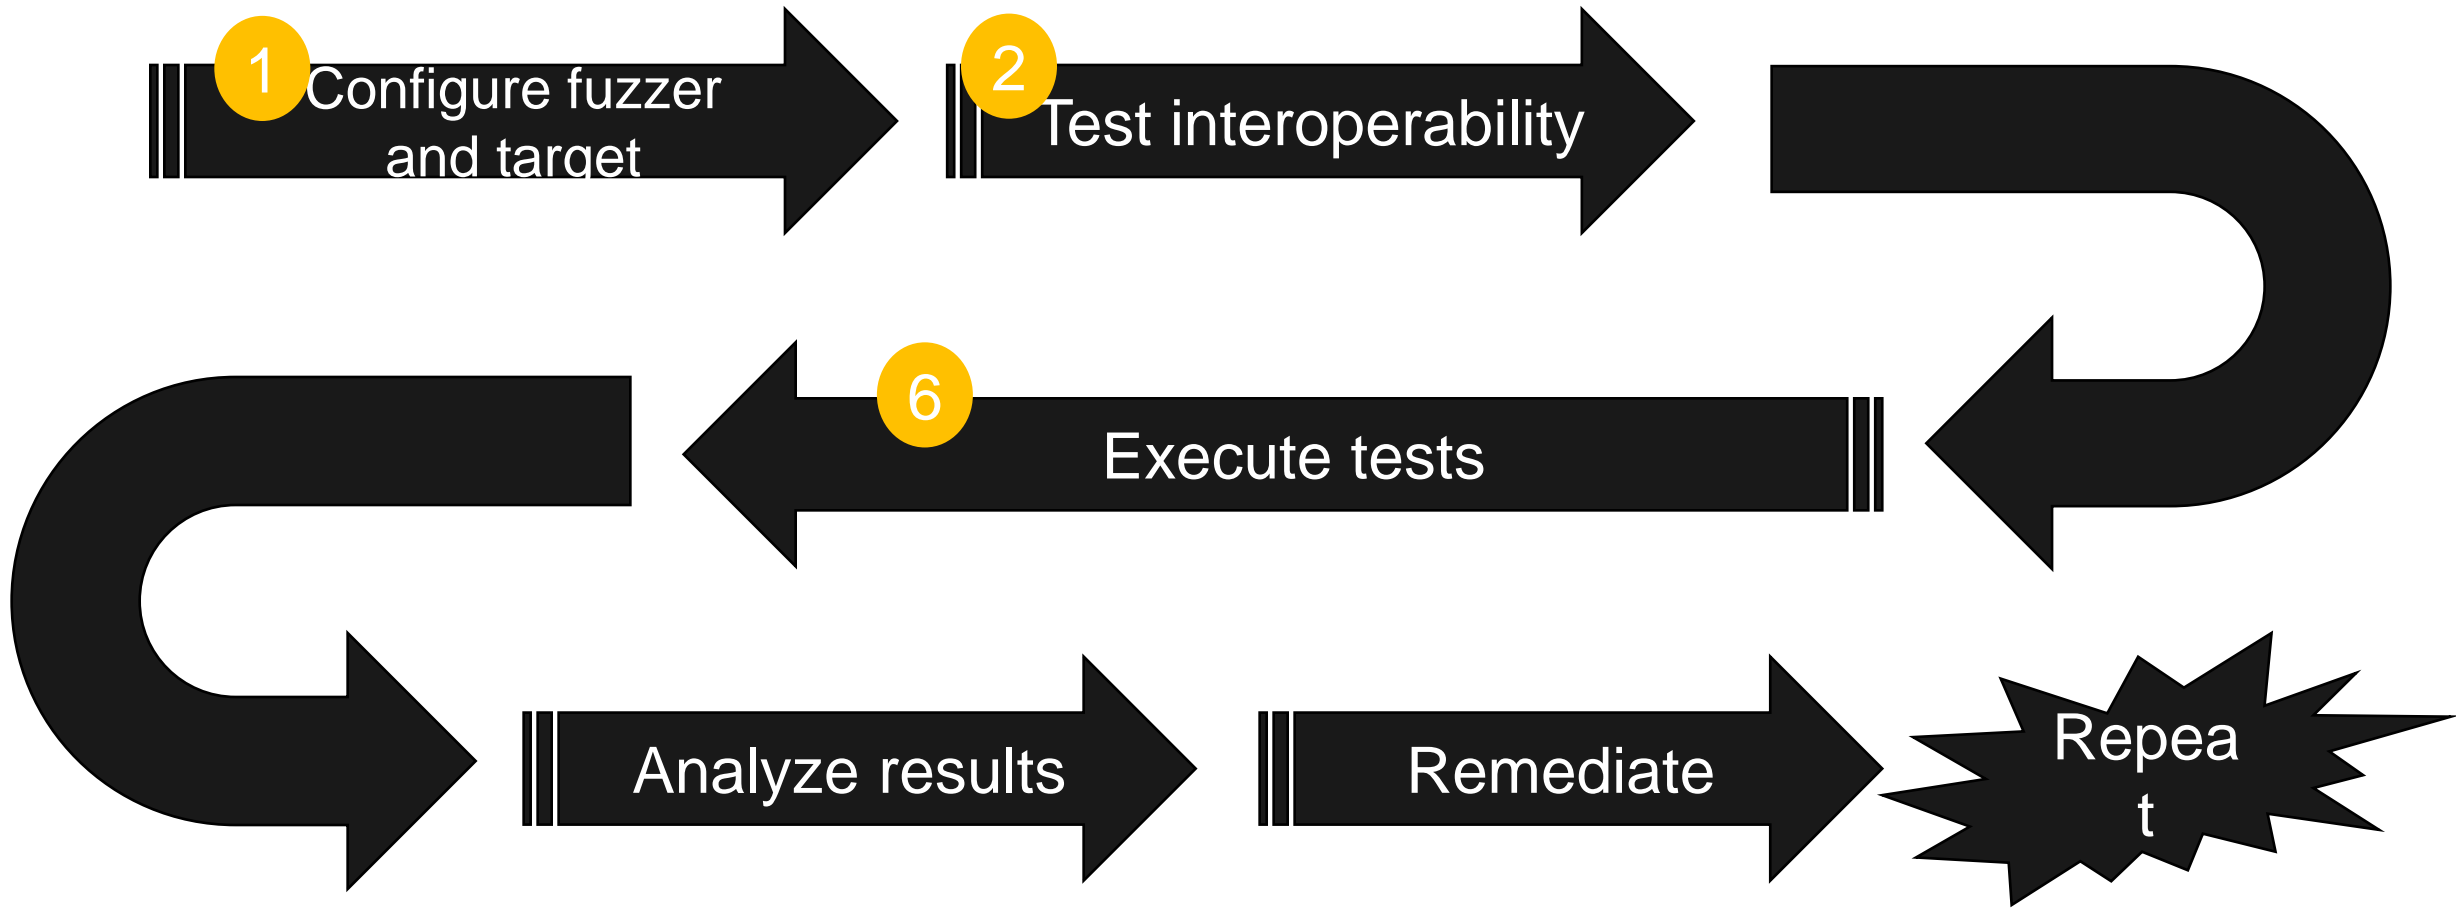 1
Configure fuzzer
and target
2
Test interoperability
6
Execute tests
Analyze results
Remediate
Repea
t